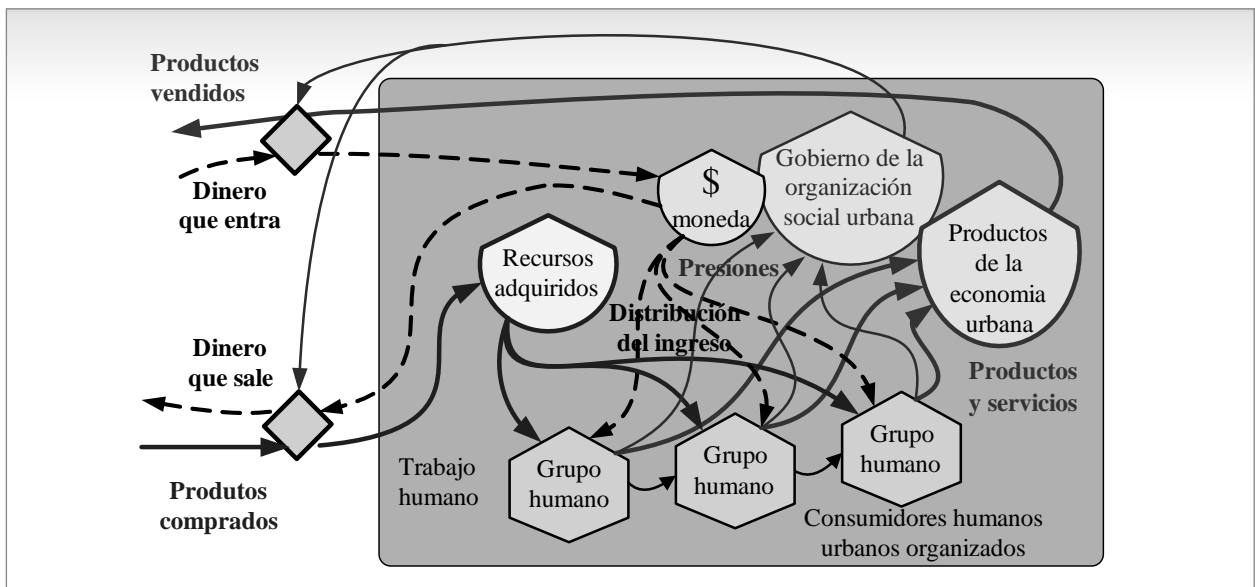 Productos
vendidos
Dinero
que entra
$
moneda
Gobierno de la
organización
social urbana
Recursos
adquiridos
Presiones
Productos
de la
economia
urbana
Distribución
del ingreso
Dinero
que sale
Productos
y servicios
Trabajo
humano
Grupo
humano
Grupo
humano
Grupo
humano
Produtos
comprados
Consumidores humanos
urbanos organizados